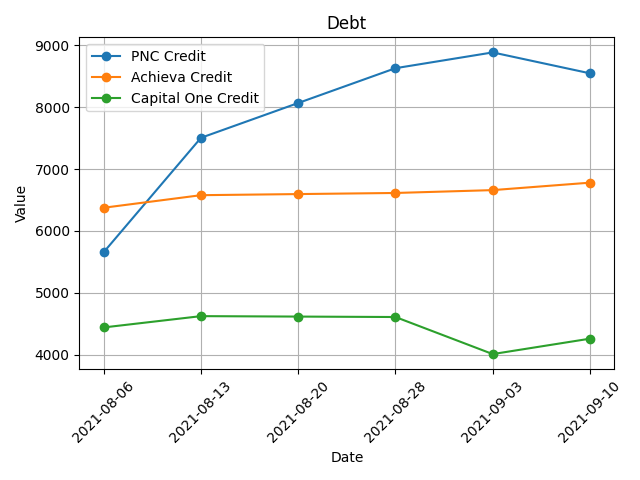 Debt
PNC Credit
Achieva Credit
Capital One Credit
9000
8000
7000
6000
5000
4000
Value
2021-08-06
2021-08-13
2021-08-20
2021-08-28
2021-09-03
2021-09-10
Date